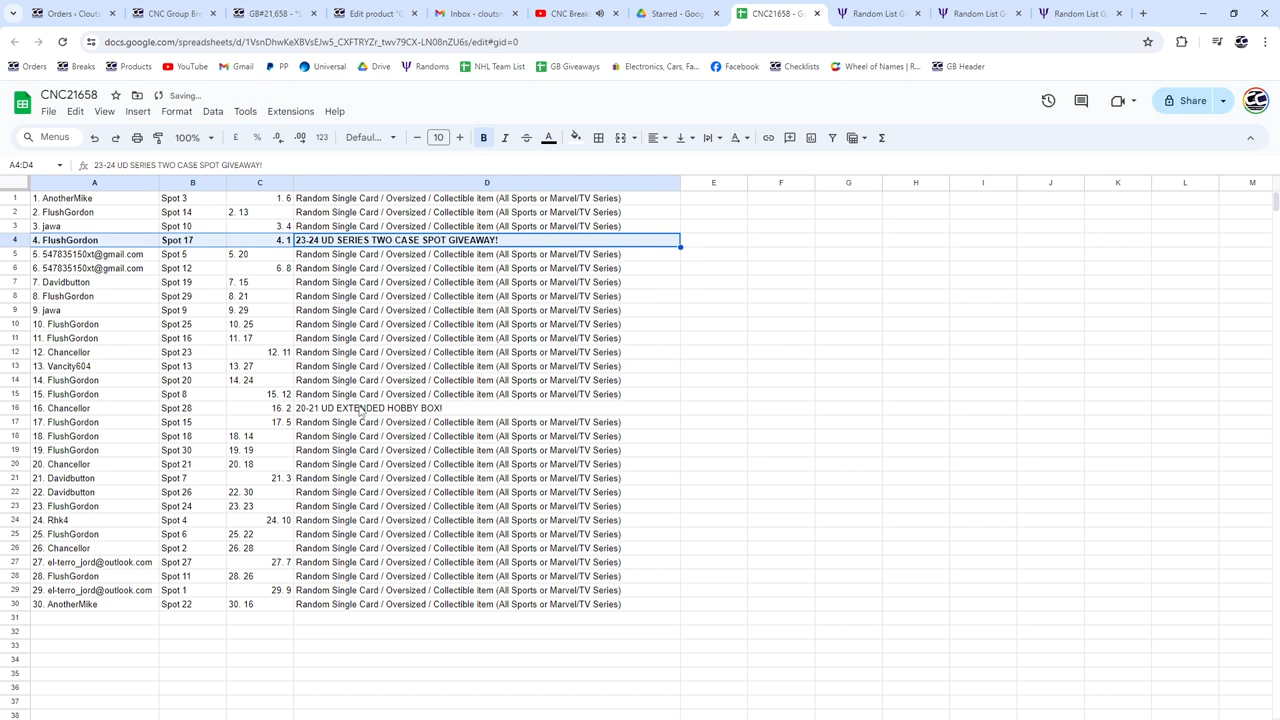 Orders ‹ Clouts
CNC Group Bre
GB#21658 - *S
Edit product "G
Inbox - cloutsn
CNC Break
Starred - Goog
CNC21658 - G
Random List G
Random List G
Random List G
docs.google.com/spreadsheets/d/1VsnDhwKeXBVsEJw5_CXFTRYZr_twv79CX-LN08nZU6s/edit#gid=0
Orders Breaks Products YouTube Gmail PP Universal Drive Randoms NHL Team List GB Giveaways Electronics, Cars, Fa... Facebook Checklists Wheel of Names | R... GB Header
CNC21658 Saving...
File Edit View Insert Format Data Tools Extensions Help
Share
Menus 100% £ % .0 .00 123 Defaul... 10 B I A
A4:D4 23-24 UD SERIES TWO CASE SPOT GIVEAWAY!
A B C D E F G H I J K L M
1 1. AnotherMike Spot 3 1. 6 Random Single Card / Oversized / Collectible item (All Sports or Marvel/TV Series)
2 2. FlushGordon Spot 14 2. 13 Random Single Card / Oversized / Collectible item (All Sports or Marvel/TV Series)
3 3. jawa Spot 10 3. 4 Random Single Card / Oversized / Collectible item (All Sports or Marvel/TV Series)
4 4. FlushGordon Spot 17 4. 1 23-24 UD SERIES TWO CASE SPOT GIVEAWAY!
5 5. 547835150xt@gmail.com Spot 5 5. 20 Random Single Card / Oversized / Collectible item (All Sports or Marvel/TV Series)
6 6. 547835150xt@gmail.com Spot 12 6. 8 Random Single Card / Oversized / Collectible item (All Sports or Marvel/TV Series)
7 7. Davidbutton Spot 19 7. 15 Random Single Card / Oversized / Collectible item (All Sports or Marvel/TV Series)
8 8. FlushGordon Spot 29 8. 21 Random Single Card / Oversized / Collectible item (All Sports or Marvel/TV Series)
9 9. jawa Spot 9 9. 29 Random Single Card / Oversized / Collectible item (All Sports or Marvel/TV Series)
10 10. FlushGordon Spot 25 10. 25 Random Single Card / Oversized / Collectible item (All Sports or Marvel/TV Series)
11 11. FlushGordon Spot 16 11. 17 Random Single Card / Oversized / Collectible item (All Sports or Marvel/TV Series)
12 12. Chancellor Spot 23 12. 11 Random Single Card / Oversized / Collectible item (All Sports or Marvel/TV Series)
13 13. Vancity604 Spot 13 13. 27 Random Single Card / Oversized / Collectible item (All Sports or Marvel/TV Series)
14 14. FlushGordon Spot 20 14. 24 Random Single Card / Oversized / Collectible item (All Sports or Marvel/TV Series)
15 15. FlushGordon Spot 8 15. 12 Random Single Card / Oversized / Collectible item (All Sports or Marvel/TV Series)
16 16. Chancellor Spot 28 16. 2 20-21 UD EXTENDED HOBBY BOX!
17 17. FlushGordon Spot 15 17. 5 Random Single Card / Oversized / Collectible item (All Sports or Marvel/TV Series)
18 18. FlushGordon Spot 18 18. 14 Random Single Card / Oversized / Collectible item (All Sports or Marvel/TV Series)
19 19. FlushGordon Spot 30 19. 19 Random Single Card / Oversized / Collectible item (All Sports or Marvel/TV Series)
20 20. Chancellor Spot 21 20. 18 Random Single Card / Oversized / Collectible item (All Sports or Marvel/TV Series)
21 21. Davidbutton Spot 7 21. 3 Random Single Card / Oversized / Collectible item (All Sports or Marvel/TV Series)
22 22. Davidbutton Spot 26 22. 30 Random Single Card / Oversized / Collectible item (All Sports or Marvel/TV Series)
23 23. FlushGordon Spot 24 23. 23 Random Single Card / Oversized / Collectible item (All Sports or Marvel/TV Series)
24 24. Rhk4 Spot 4 24. 10 Random Single Card / Oversized / Collectible item (All Sports or Marvel/TV Series)
25 25. FlushGordon Spot 6 25. 22 Random Single Card / Oversized / Collectible item (All Sports or Marvel/TV Series)
26 26. Chancellor Spot 2 26. 28 Random Single Card / Oversized / Collectible item (All Sports or Marvel/TV Series)
27 27. el-terro_jord@outlook.com Spot 27 27. 7 Random Single Card / Oversized / Collectible item (All Sports or Marvel/TV Series)
28 28. FlushGordon Spot 11 28. 26 Random Single Card / Oversized / Collectible item (All Sports or Marvel/TV Series)
29 29. el-terro_jord@outlook.com Spot 1 29. 9 Random Single Card / Oversized / Collectible item (All Sports or Marvel/TV Series)
30 30. AnotherMike Spot 22 30. 16 Random Single Card / Oversized / Collectible item (All Sports or Marvel/TV Series)
31
32
33
34
35
36
37
38